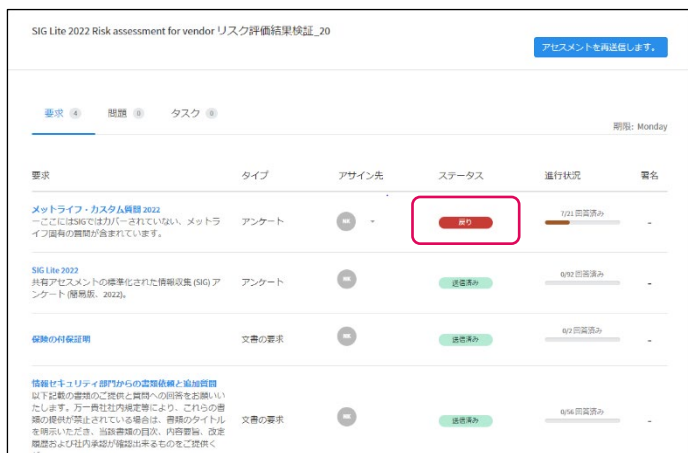 SIG Lite 2022 Risk assessment for vendor リスク評価結果検証_20
アセスメントを再送信します。
要求 4 問題 0 タスク 0
期限: Monday
要求 タイプ アサイン先 ステータス 進行状況 署名
メットライフ・カスタム質問 2022
ーここにはSIGではカバーされていない、メットラ
イフ固有の質問が含まれています。
アンケート
-
戻り
7/21 回答済み
-
SIG Lite 2022
共有アセスメントの標準化された情報収集 (SIG) ア
ンケート (簡易版、2022)。
アンケート
送信済み
0/92 回答済み
-
保険の付保証明
文書の要求
送信済み
0/2 回答済み
-
情報セキュリティ部門からの書類依頼と追加質問
以下記載の書類のご提供と質問への回答をお願いい
たします。万一貴社社内規定等により、これらの書
類の提供が禁止されている場合は、書類のタイトル
を明示いただき、当該書類の目次、内容要旨、改定
履歴および社内承認が確認出来るものをご提供く
文書の要求
送信済み
0/56 回答済み
-